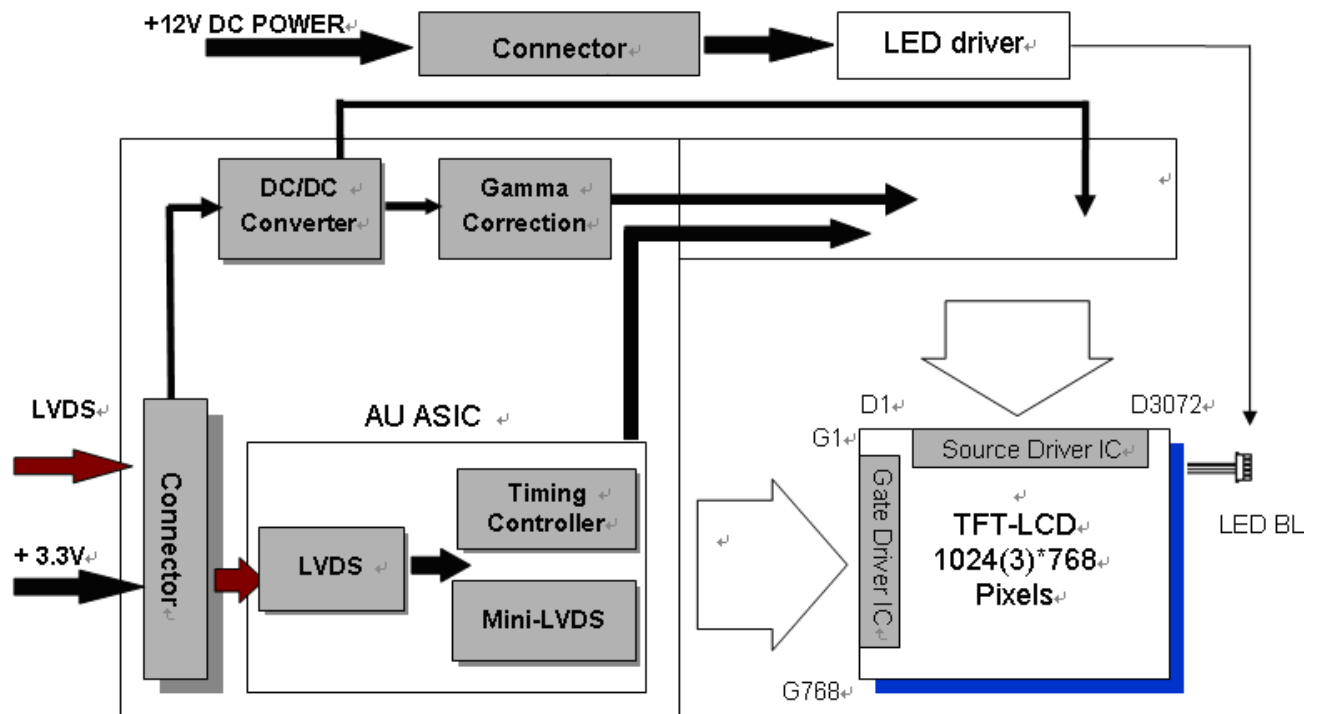 +12V DC POWER
Connector
LED driver
DC/DC
Converter
Gamma
Correction
LVDS
AU ASIC
D1
D3072
G1
Source Driver IC
Connector
Timing
Controller
Gate Driver IC
TFT-LCD
1024(3)*768
Pixels
LED BL
+ 3.3V
LVDS
Mini-LVDS
G768